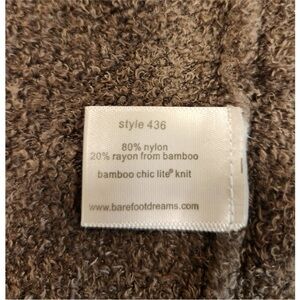 style 436
80% nylon
20% rayon from bamboo
bamboo chic lite® knit
www.barefootdreams.com